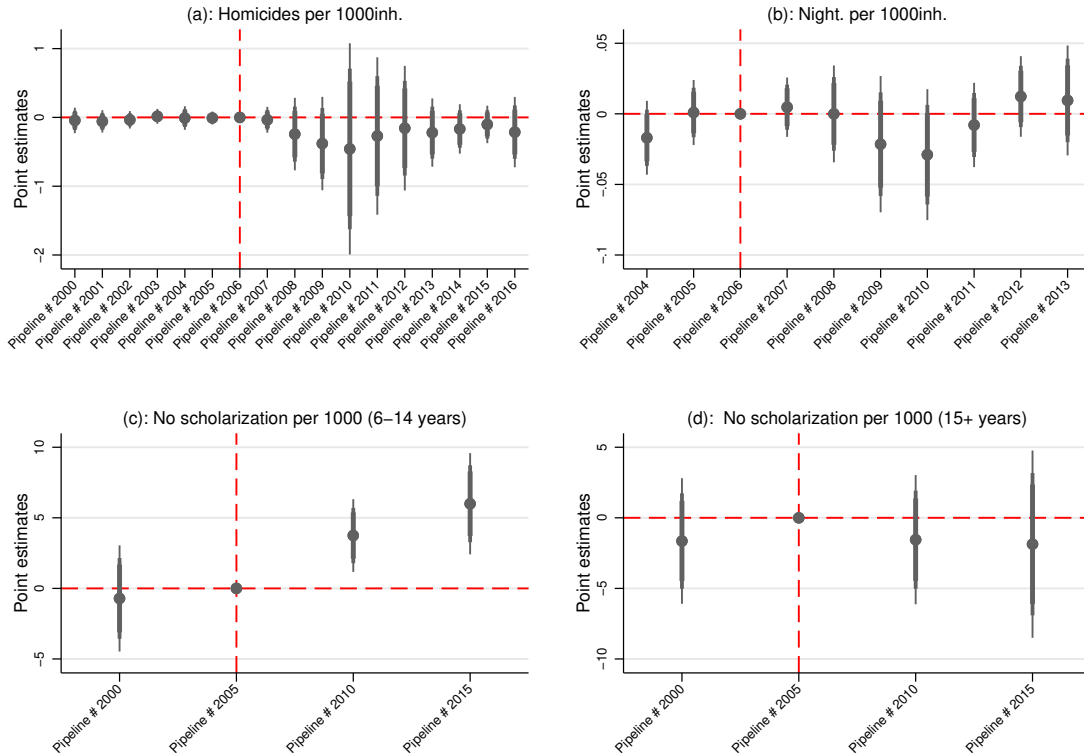 (a): Homicides per 1000inh.
Point estimates
1
0
−1
−2
Pipeline # 2000
Pipeline # 2001
Pipeline # 2002
Pipeline # 2003
Pipeline # 2004
Pipeline # 2005
Pipeline # 2006
Pipeline # 2007
Pipeline # 2008
Pipeline # 2009
Pipeline # 2010
Pipeline # 2011
Pipeline # 2012
Pipeline # 2013
Pipeline # 2014
Pipeline # 2015
Pipeline # 2016
(b): Night. per 1000inh.
Point estimates
.05
0
−.05
−.1
Pipeline # 2004
Pipeline # 2005
Pipeline # 2006
Pipeline # 2007
Pipeline # 2008
Pipeline # 2009
Pipeline # 2010
Pipeline # 2011
Pipeline # 2012
Pipeline # 2013
(c): No scholarization per 1000 (6−14 years)
Point estimates
10
5
0
−5
Pipeline # 2000
Pipeline # 2005
Pipeline # 2010
Pipeline # 2015
(d): No scholarization per 1000 (15+ years)
Point estimates
5
0
−5
−10
Pipeline # 2000
Pipeline # 2005
Pipeline # 2010
Pipeline # 2015